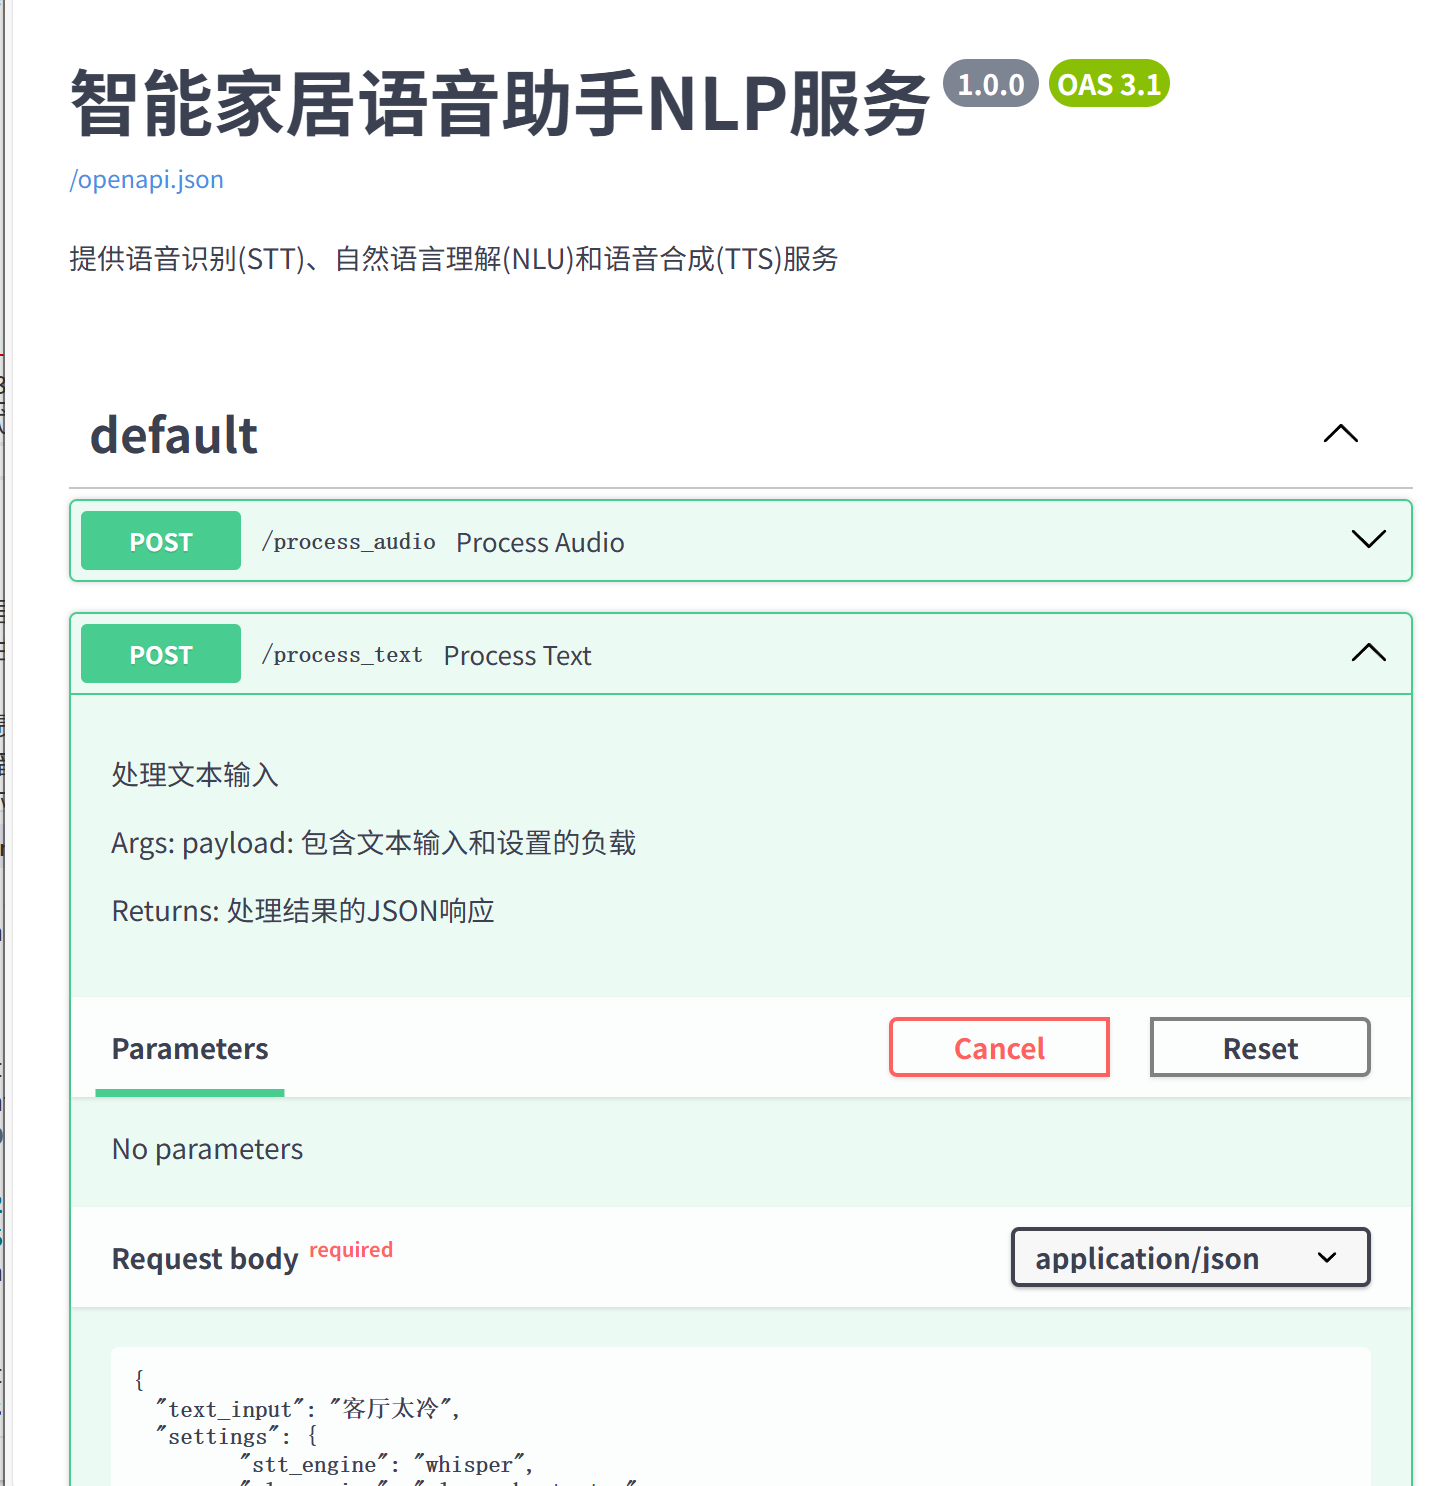 智能家居语音助手NLP服务 1.0.0 OAS 3.1
/openapi.json
提供语音识别(STT)、自然语言理解(NLU)和语音合成(TTS)服务
default
POST /process_audio Process Audio
POST /process_text Process Text
处理文本输入
Args: payload: 包含文本输入和设置的负载
Returns: 处理结果的JSON响应
Parameters Cancel Reset
No parameters
Request body required application/json
{
"text_input": "客厅太冷",
"settings": {
"stt_engine": "whisper",